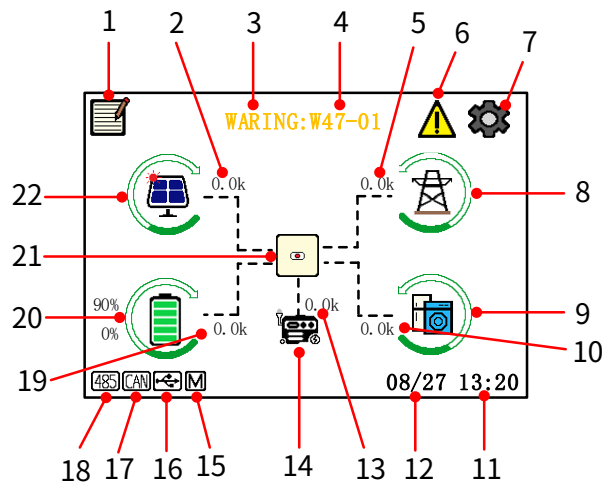 1 2 3 4 5 6 7
WARING:W47-01
22 0.0k 0.0k 8
21
20 90% 0.0k 9
0% 0.0k 0.0k 10
19
485 CAN M 08/27 13:20
18 17 16 15 14 13 12 11